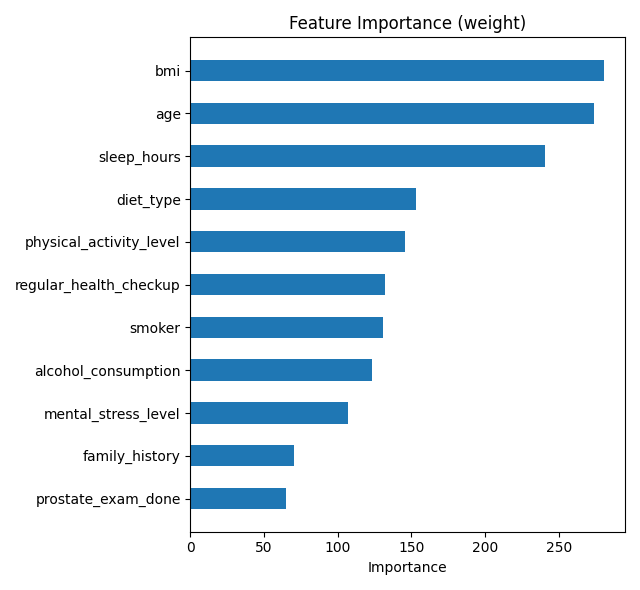 Feature Importance (weight)
bmi
age
sleep_hours
diet_type
physical_activity_level
regular_health_checkup
smoker
alcohol_consumption
mental_stress_level
family_history
prostate_exam_done
0 50 100 150 200 250
Importance